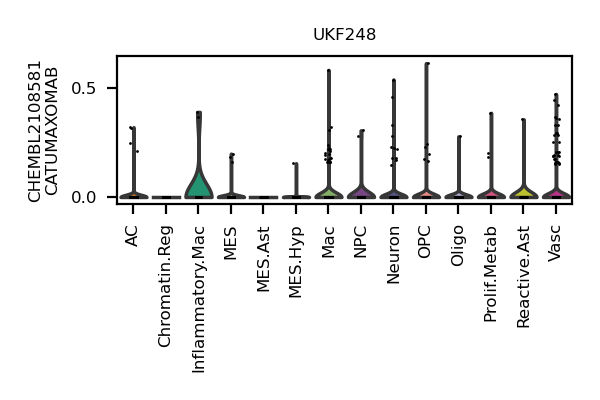 UKF248
CHEMBL2108581
CATUMAXOMAB
0.5
0.0
AC
Chromatin.Reg
Inflammatory.Mac
MES
MES.Ast
MES.Hyp
Mac
NPC
Neuron
OPC
Oligo
Prolif.Metab
Reactive.Ast
Vasc